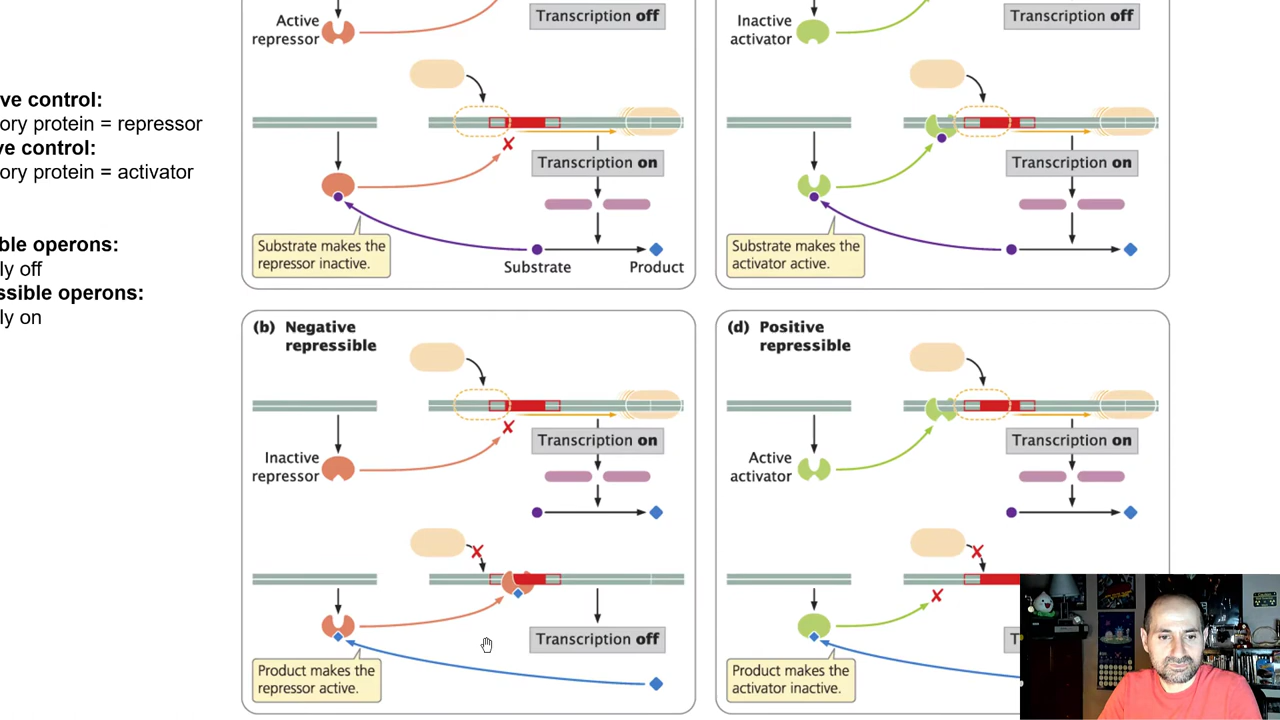 ve control:
ory protein = repressor
ve control:
ory protein = activator
ble operons:
ly off
ssible operons:
ly on
Active
repressor
Transcription off
Transcription on
Substrate makes the
repressor inactive.
Substrate
Product
Inactive
activator
Transcription off
Transcription on
Substrate makes the
activator active.
(b) Negative
repressible
Inactive
repressor
Transcription on
Transcription off
Product makes the
repressor active.
(d) Positive
repressible
Active
activator
Transcription on
T
Product makes the
activator inactive.